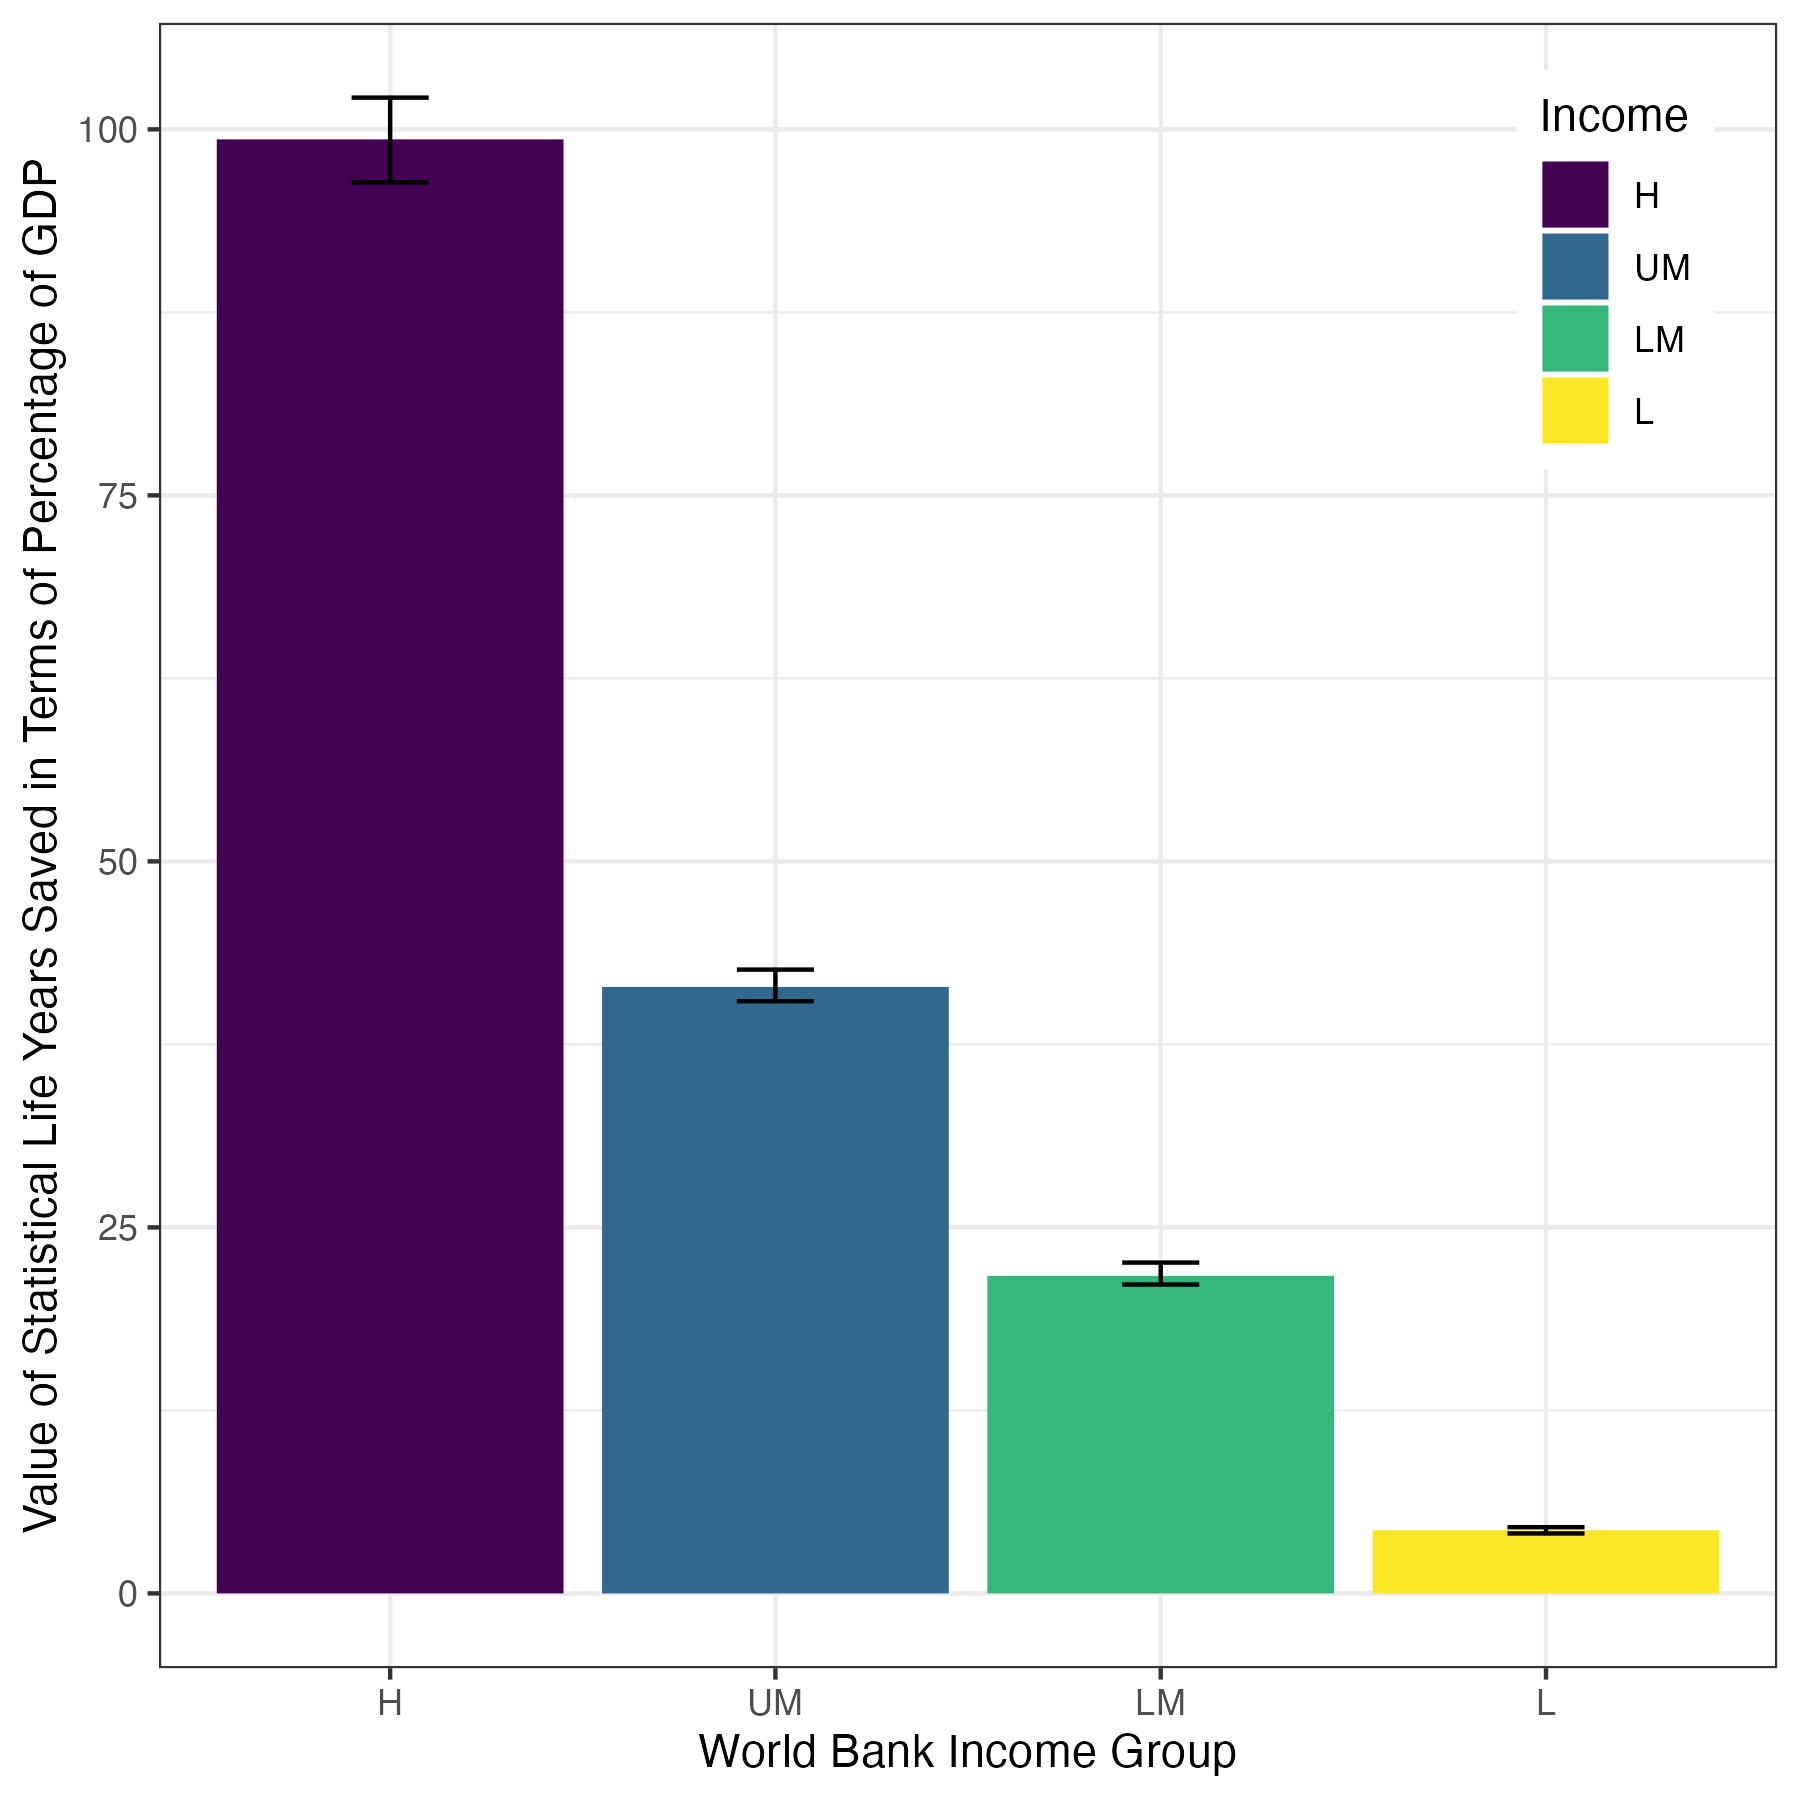 Value of Statistical Life Years Saved in Terms of Percentage of GDP
100
75
50
25
0
Income
H
UM
LM
L
H
UM
LM
L
World Bank Income Group